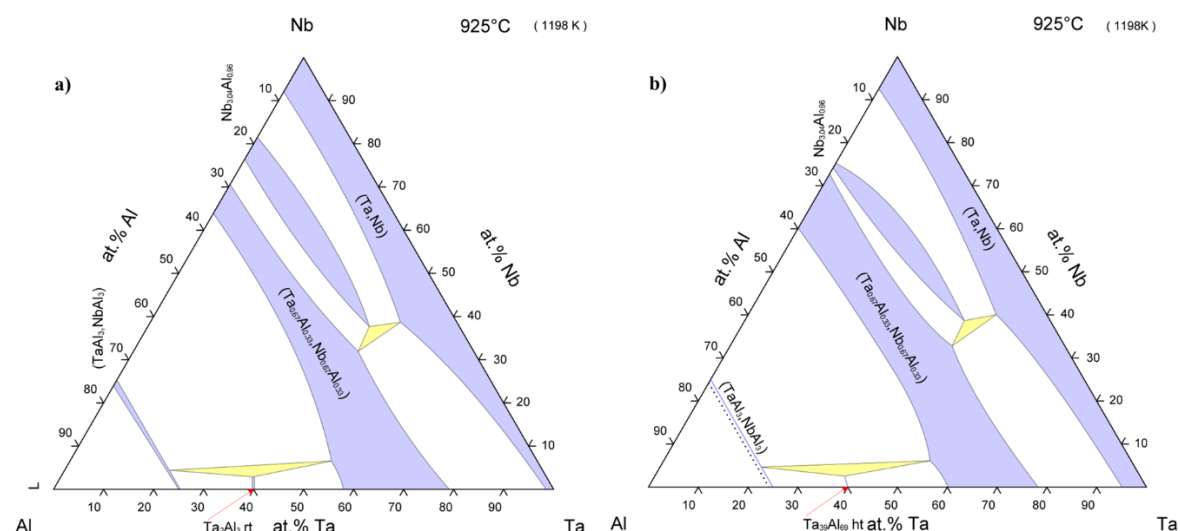 Nb 925°C ( 1198 K )
a)
Nb3.04Al0.96
10
20
30
40
50
60
70
80
90
at.% Al
90
80
70
60
50
40
30
20
10
at.% Nb
(Ta,Nb)
(Ta0.67Al0.33,Nb0.67Al0.33)
(TaAl3,NbAl3)
L
10 20 30 40 50 60 70 80 90
Al Ta2Al3 rt at.% Ta Ta
Nb 925°C ( 1198K)
b)
Nb3.04Al0.96
10
20
30
40
50
60
70
80
90
at.% Al
90
80
70
60
50
40
30
20
10
at.% Nb
(Ta,Nb)
(Ta0.67Al0.33,Nb0.67Al0.33)
(TaAl3,NbAl3)
10 20 30 40 50 60 70 80 90
Al Ta39Al69 ht at.% Ta Ta